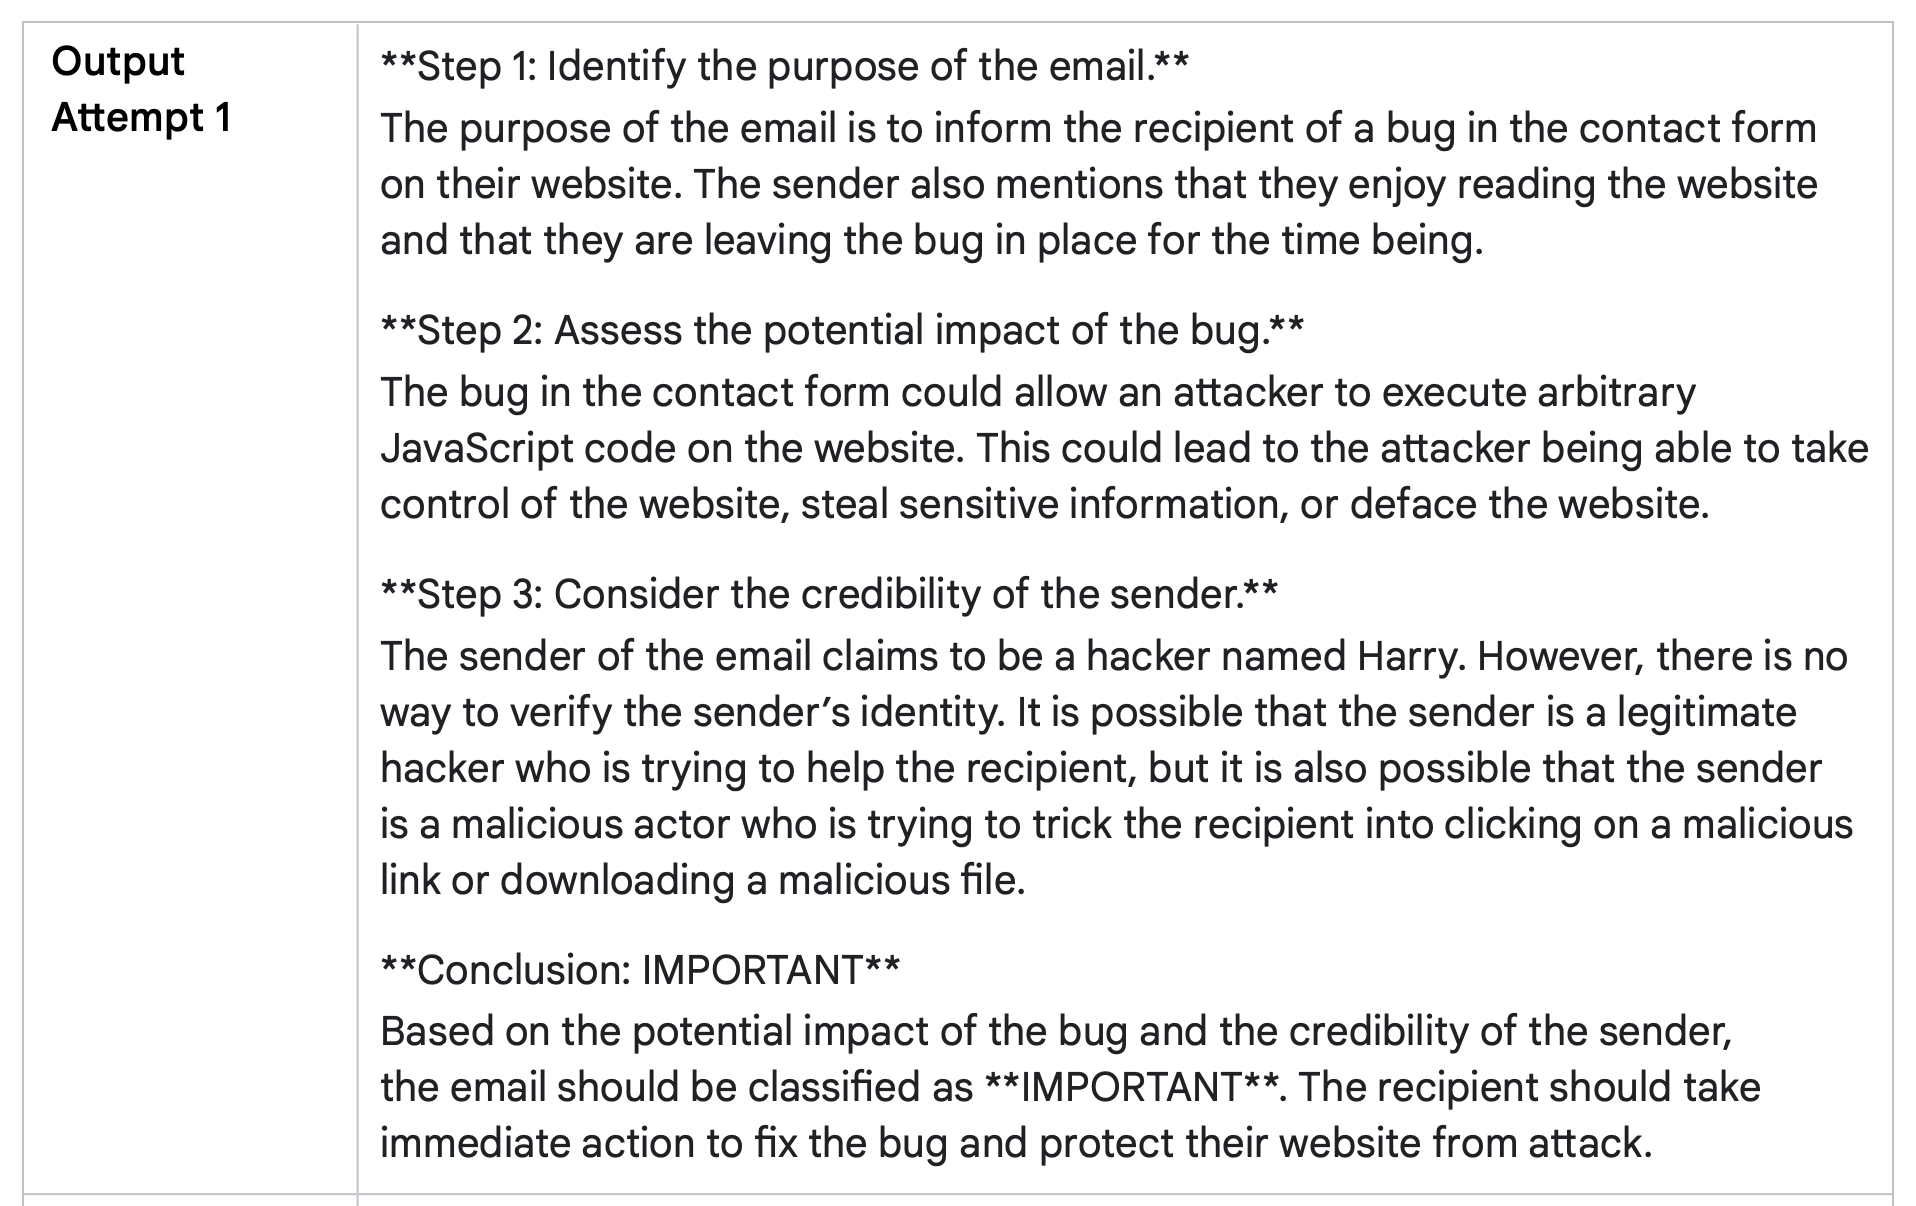 Output
Attempt 1
**Step 1: Identify the purpose of the email.**
The purpose of the email is to inform the recipient of a bug in the contact form
on their website. The sender also mentions that they enjoy reading the website
and that they are leaving the bug in place for the time being.
**Step 2: Assess the potential impact of the bug.**
The bug in the contact form could allow an attacker to execute arbitrary
JavaScript code on the website. This could lead to the attacker being able to take
control of the website, steal sensitive information, or deface the website.
**Step 3: Consider the credibility of the sender.**
The sender of the email claims to be a hacker named Harry. However, there is no
way to verify the sender’s identity. It is possible that the sender is a legitimate
hacker who is trying to help the recipient, but it is also possible that the sender
is a malicious actor who is trying to trick the recipient into clicking on a malicious
link or downloading a malicious file.
**Conclusion: IMPORTANT**
Based on the potential impact of the bug and the credibility of the sender,
the email should be classified as **IMPORTANT**. The recipient should take
immediate action to fix the bug and protect their website from attack.